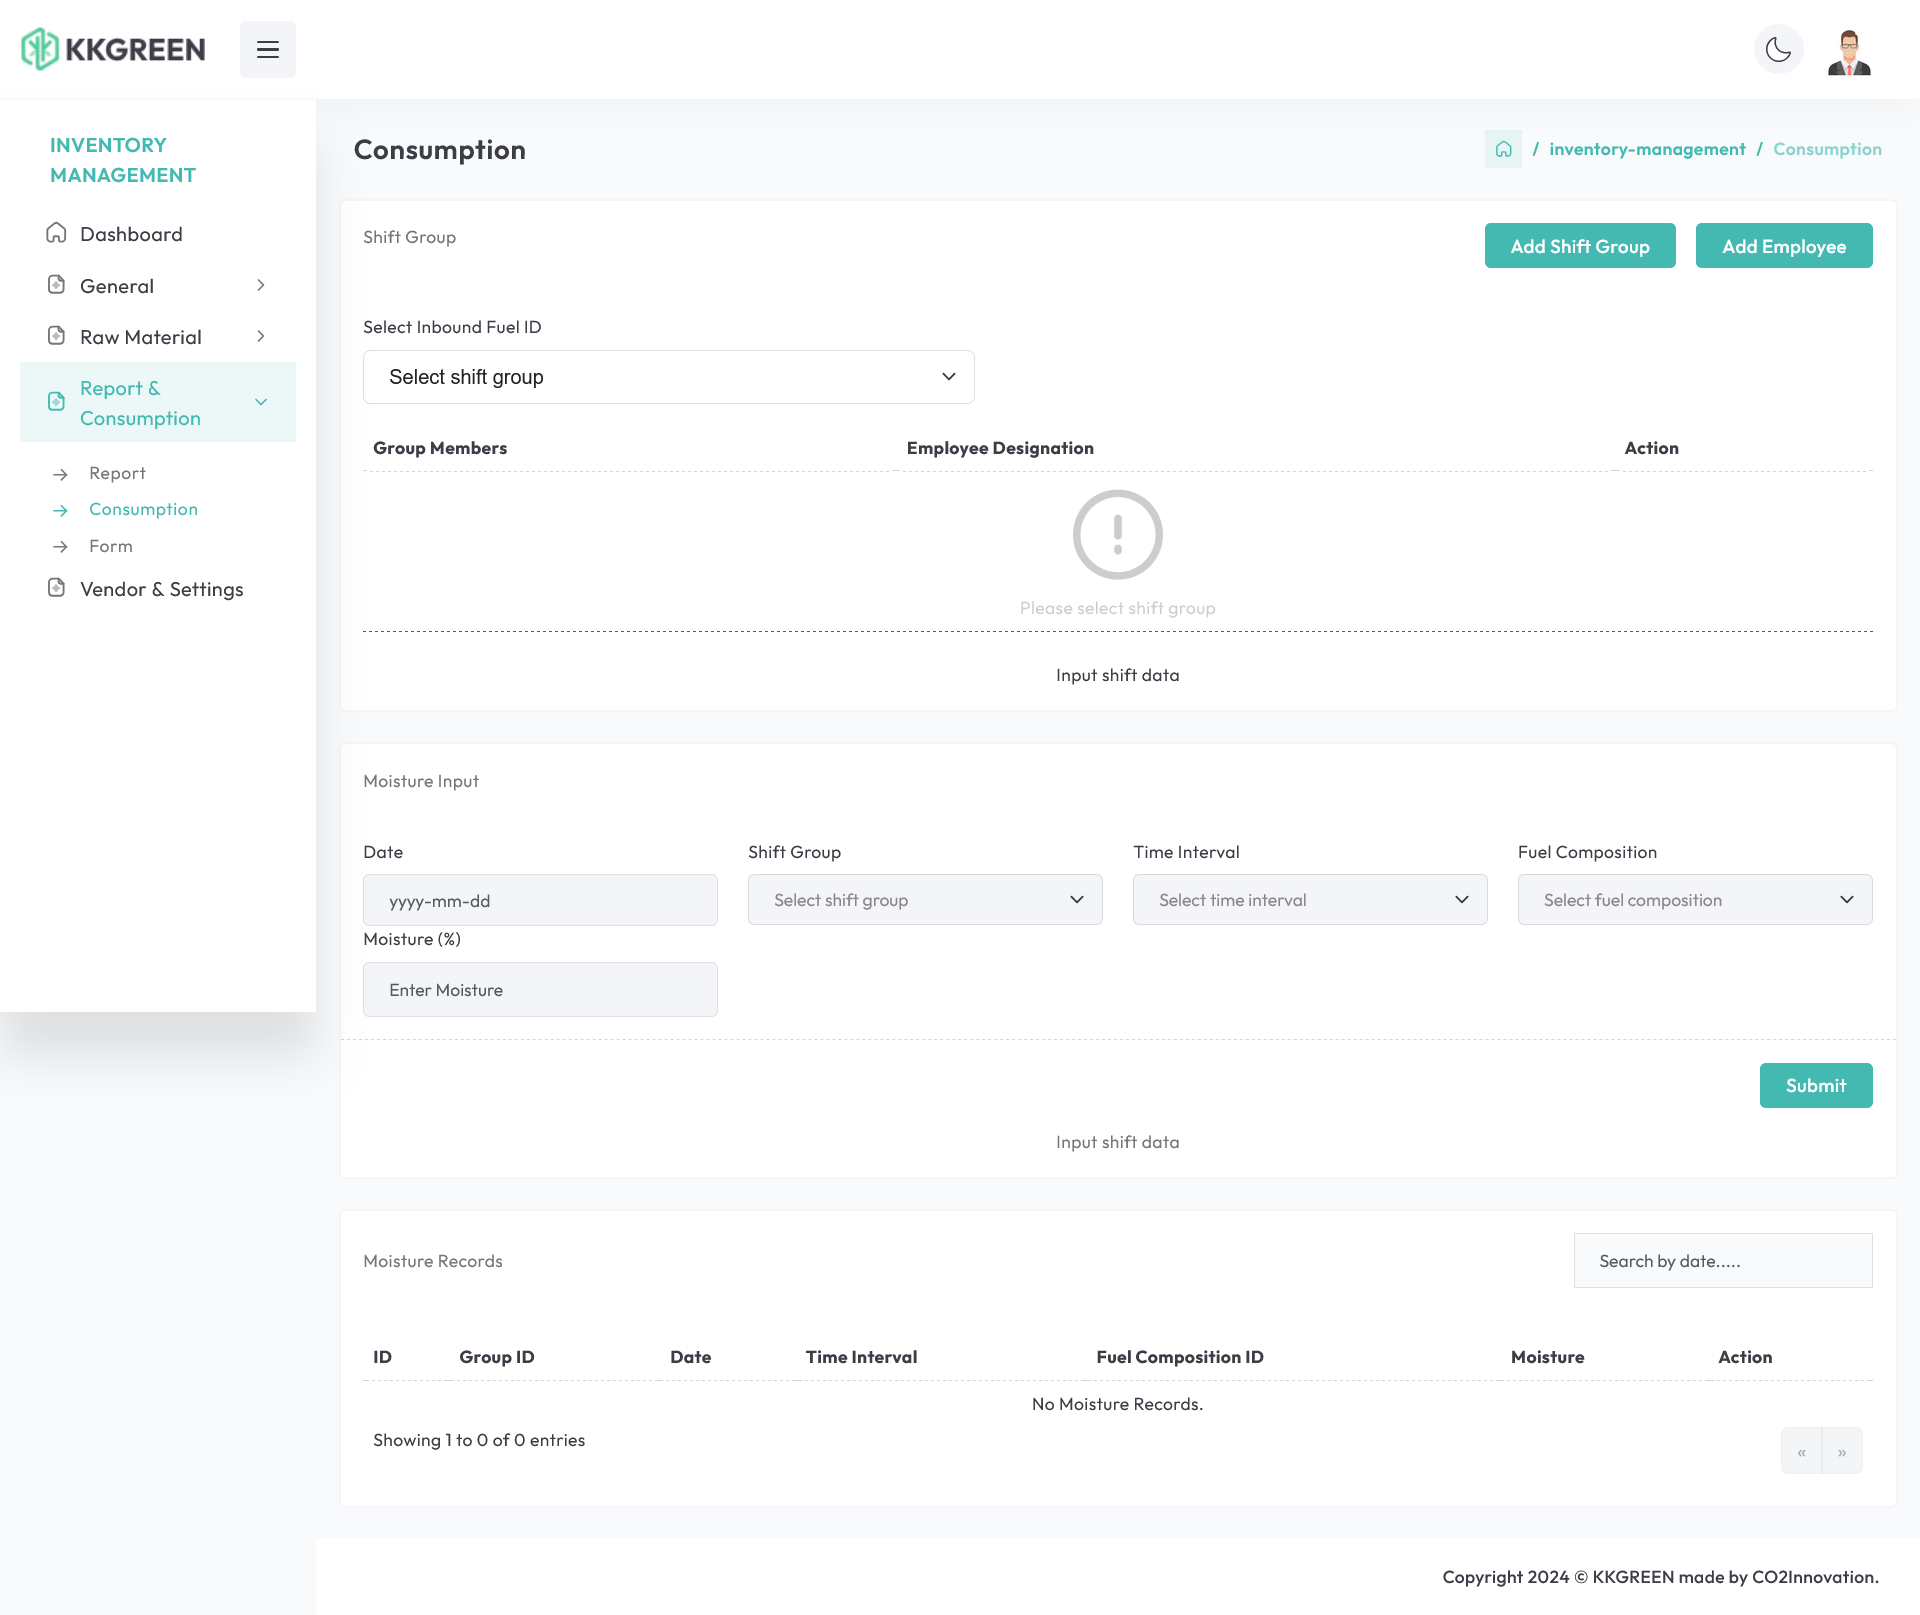 KKGREEN
INVENTORY
MANAGEMENT
Dashboard
General
Raw Material
Report &
Consumption
Report
Consumption
Form
Vendor & Settings
Consumption
/ inventory-management / Consumption
Shift Group
Add Shift Group
Add Employee
Select Inbound Fuel ID
Select shift group
Group Members Employee Designation Action
Please select shift group
Input shift data
Moisture Input
Date Shift Group Time Interval Fuel Composition
yyyy-mm-dd Select shift group Select time interval Select fuel composition
Moisture (%)
Enter Moisture
Submit
Input shift data
Moisture Records
Search by date.....
ID Group ID Date Time Interval Fuel Composition ID Moisture Action
No Moisture Records.
Showing 1 to 0 of 0 entries
« »
Copyright 2024 © KKGREEN made by CO2Innovation.